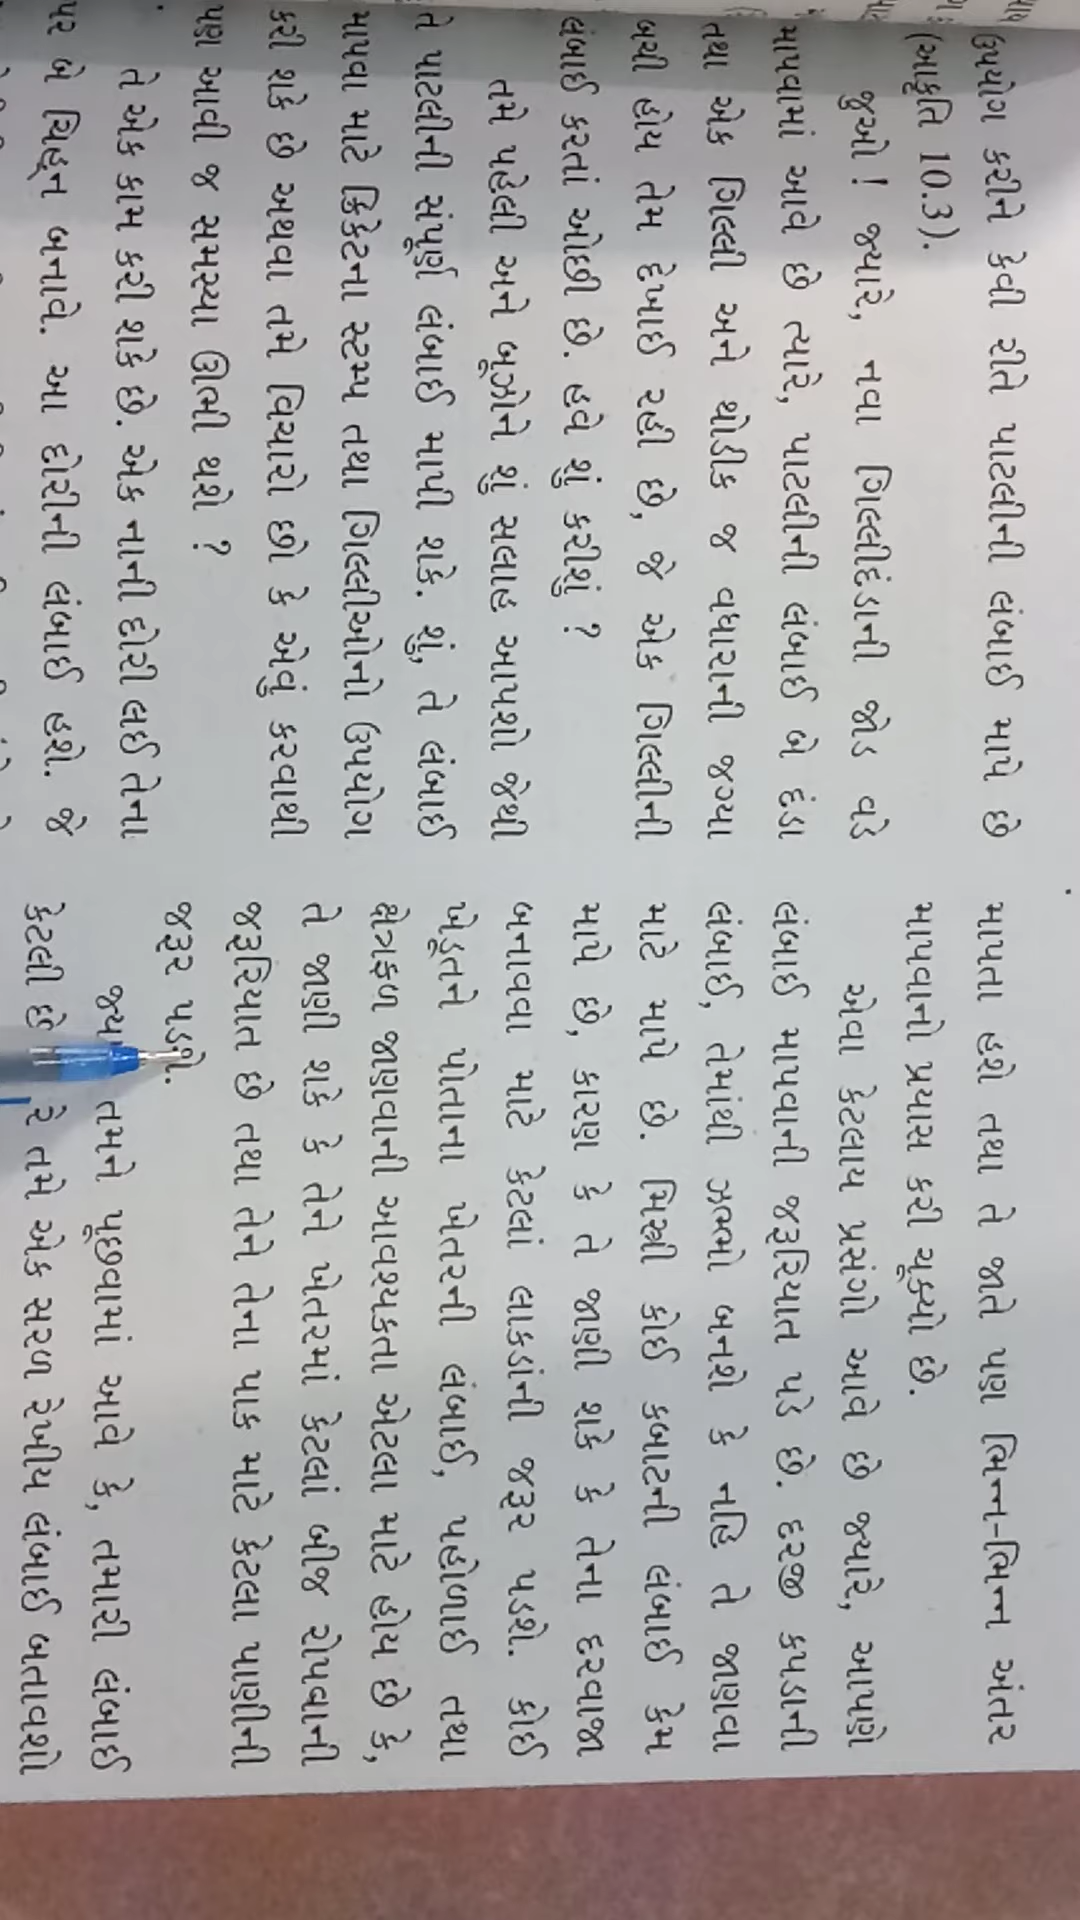 ઉપયોગ કરીને કેવી રીતે પાટલીની લંબાઈ માપે છે
(આકૃતિ 10.3).
જુઓ ! જ્યારે, નવા ગિલ્લીદંડાની જોડ વડે
માપવામાં આવે છે ત્યારે, પાટલીની લંબાઈ બે દંડા
તથા એક ગિલ્લી અને થોડીક જ વધારાની જગ્યા
બચી હોય તેમ દેખાઈ રહી છે, જે એક ગિલ્લીની
લંબાઈ કરતાં ઓછી છે. હવે શું કરીશું ?
તમે પહેલી અને બૂઝોને શું સલાહ આપશો જેથી
તે પાટલીની સંપૂર્ણ લંબાઈ માપી શકે. શું, તે લંબાઈ
માપવા માટે ક્રિકેટના સ્ટમ્પ તથા ગિલ્લીઓનો ઉપયોગ
કરી શકે છે અથવા તમે વિચારો છો કે એવું કરવાથી
પણ આવી જ સમસ્યા ઊભી થશે ?
તે એક કામ કરી શકે છે. એક નાની દોરી લઈ તેના
પર બે ચિહ્ન બનાવે. આ દોરીની લંબાઈ હશે. જે
માપતા હશે તથા તે જાતે પણ ભિન્ન-ભિન્ન અંતર
માપવાનો પ્રયાસ કરી ચૂક્યો છે.
એવા કેટલાય પ્રસંગો આવે છે જ્યારે, આપણે
લંબાઈ માપવાની જરૂરિયાત પડે છે. દરજી કપડાની
લંબાઈ, તેમાંથી ઝભ્ભો બનશે કે નહિ તે જાણવા
માટે માપે છે. મિસ્ત્રી કોઈ કબાટની લંબાઈ કેમ
માપે છે, કારણ કે તે જાણી શકે કે તેના દરવાજા
બનાવવા માટે કેટલાં લાકડાંની જરૂર પડશે. કોઈ
ખેડૂતને પોતાના ખેતરની લંબાઈ, પહોળાઈ તથા
ક્ષેત્રફળ જાણવાની આવશ્યકતા એટલા માટે હોય છે કે,
તે જાણી શકે કે તેને ખેતરમાં કેટલાં બીજ રોપવાની
જરૂરિયાત છે તથા તેને તેના પાક માટે કેટલા પાણીની
જરૂર પડશે.
તમને પૂછવામાં આવે કે, તમારી લંબાઈ
કેટલી છે તમે એક સરળ રેખીય લંબાઈ બતાવશો